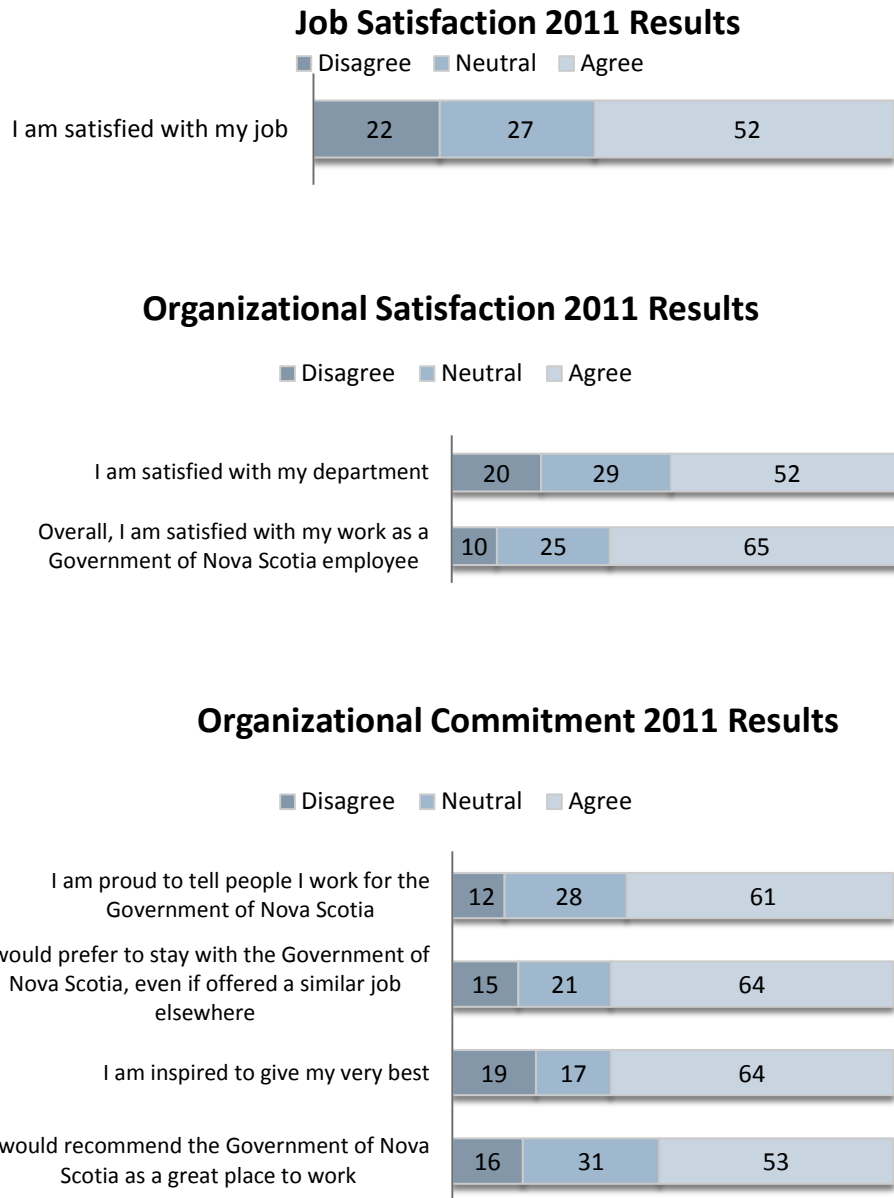 Job Satisfaction 2011 Results
Disagree Neutral Agree
I am satisfied with my job 22 27 52
Organizational Satisfaction 2011 Results
Disagree Neutral Agree
I am satisfied with my department 20 29 52
Overall, I am satisfied with my work as a
Government of Nova Scotia employee 10 25 65
Organizational Commitment 2011 Results
Disagree Neutral Agree
I am proud to tell people I work for the
Government of Nova Scotia 12 28 61
would prefer to stay with the Government of
Nova Scotia, even if offered a similar job
elsewhere 15 21 64
I am inspired to give my very best 19 17 64
would recommend the Government of Nova
Scotia as a great place to work 16 31 53